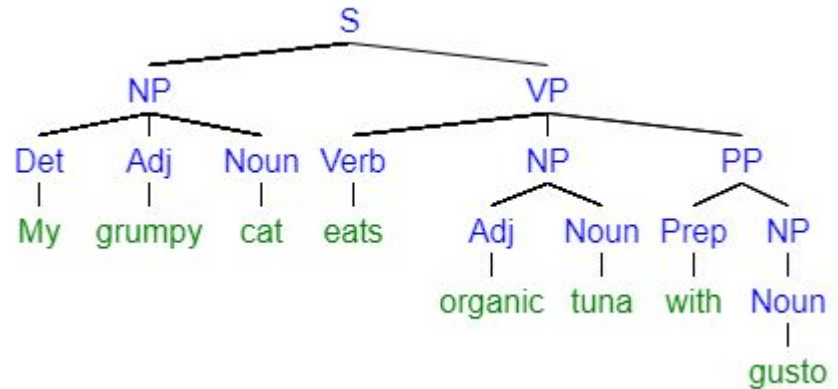 S
NP VP
Det Adj Noun Verb NP PP
My grumpy cat eats Adj Noun Prep NP
organic tuna with Noun
gusto